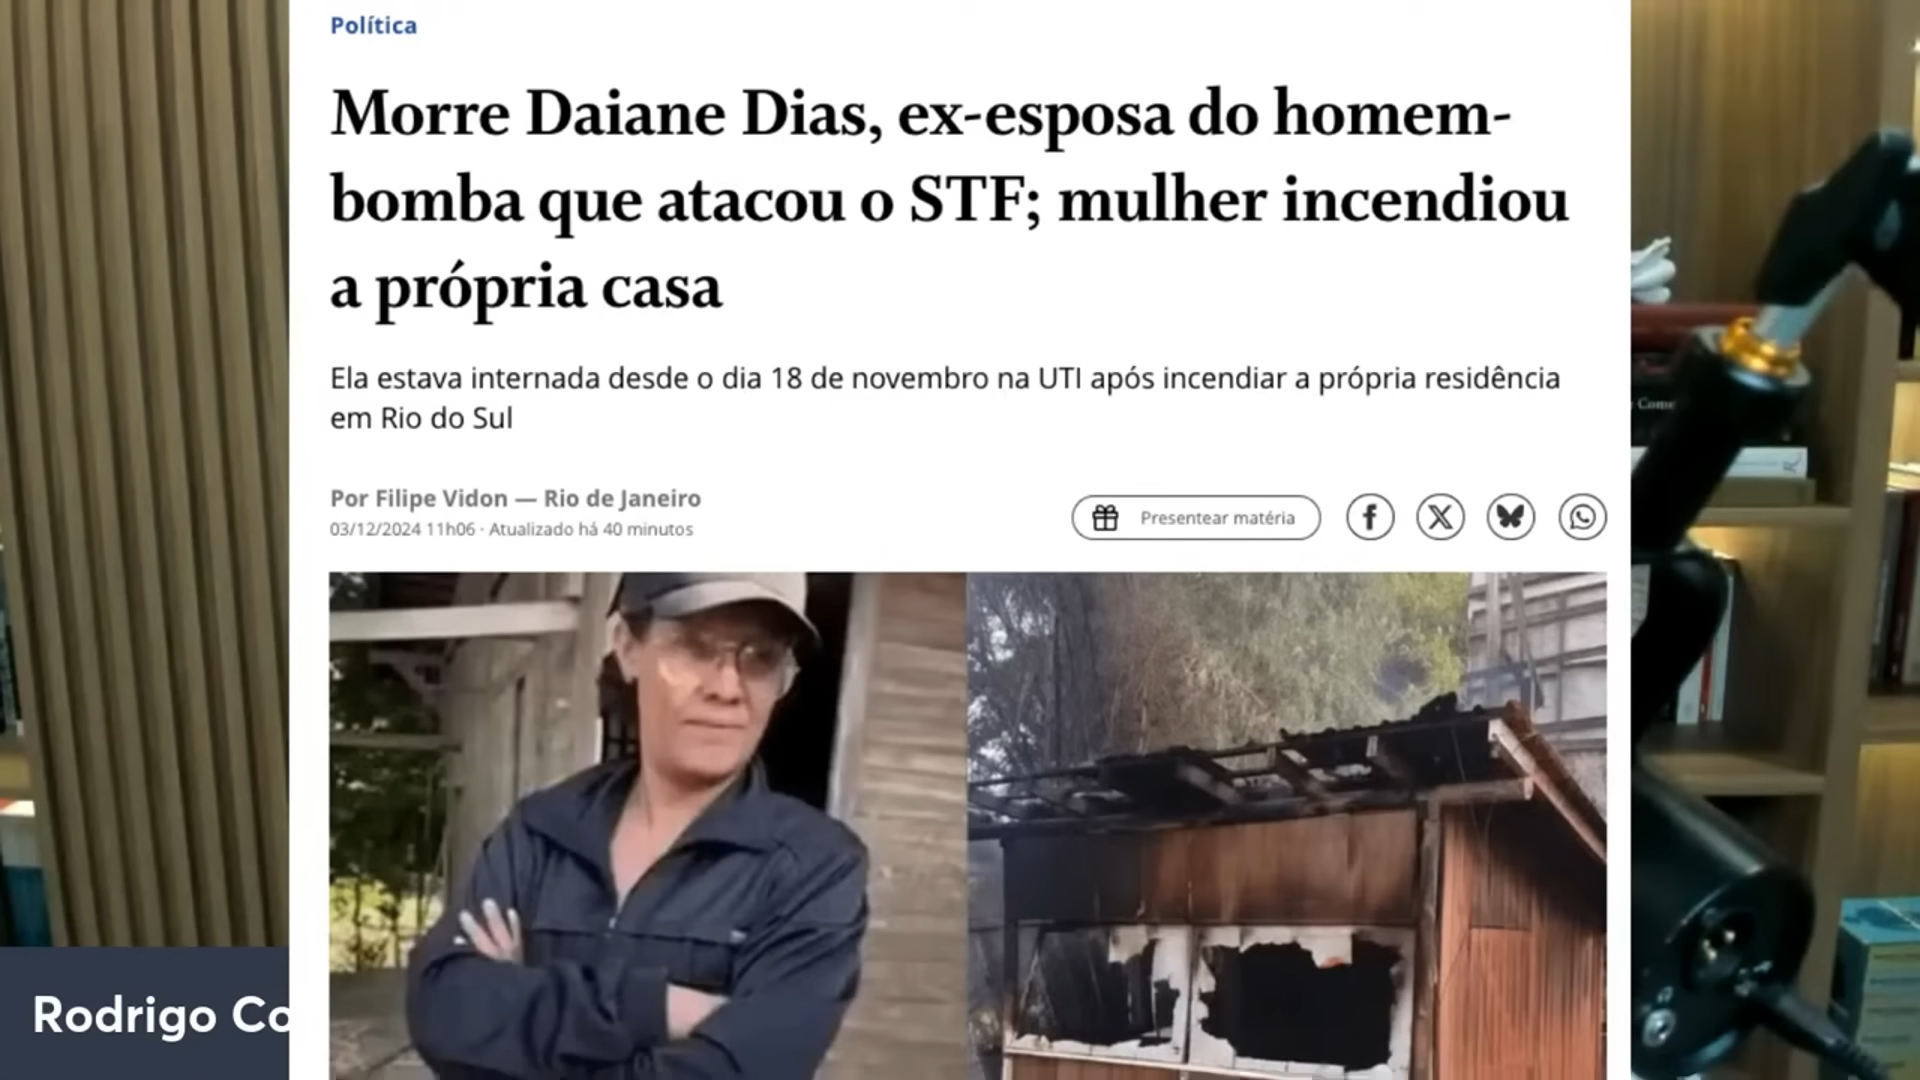 Política
Morre Daiane Dias, ex-esposa do homem-
bomba que atacou o STF; mulher incendiou
a própria casa
Ela estava internada desde o dia 18 de novembro na UTI após incendiar a própria residência
em Rio do Sul
Por Filipe Vidon — Rio de Janeiro
03/12/2024 11h06 · Atualizado há 40 minutos
Presentear matéria
Rodrigo Co